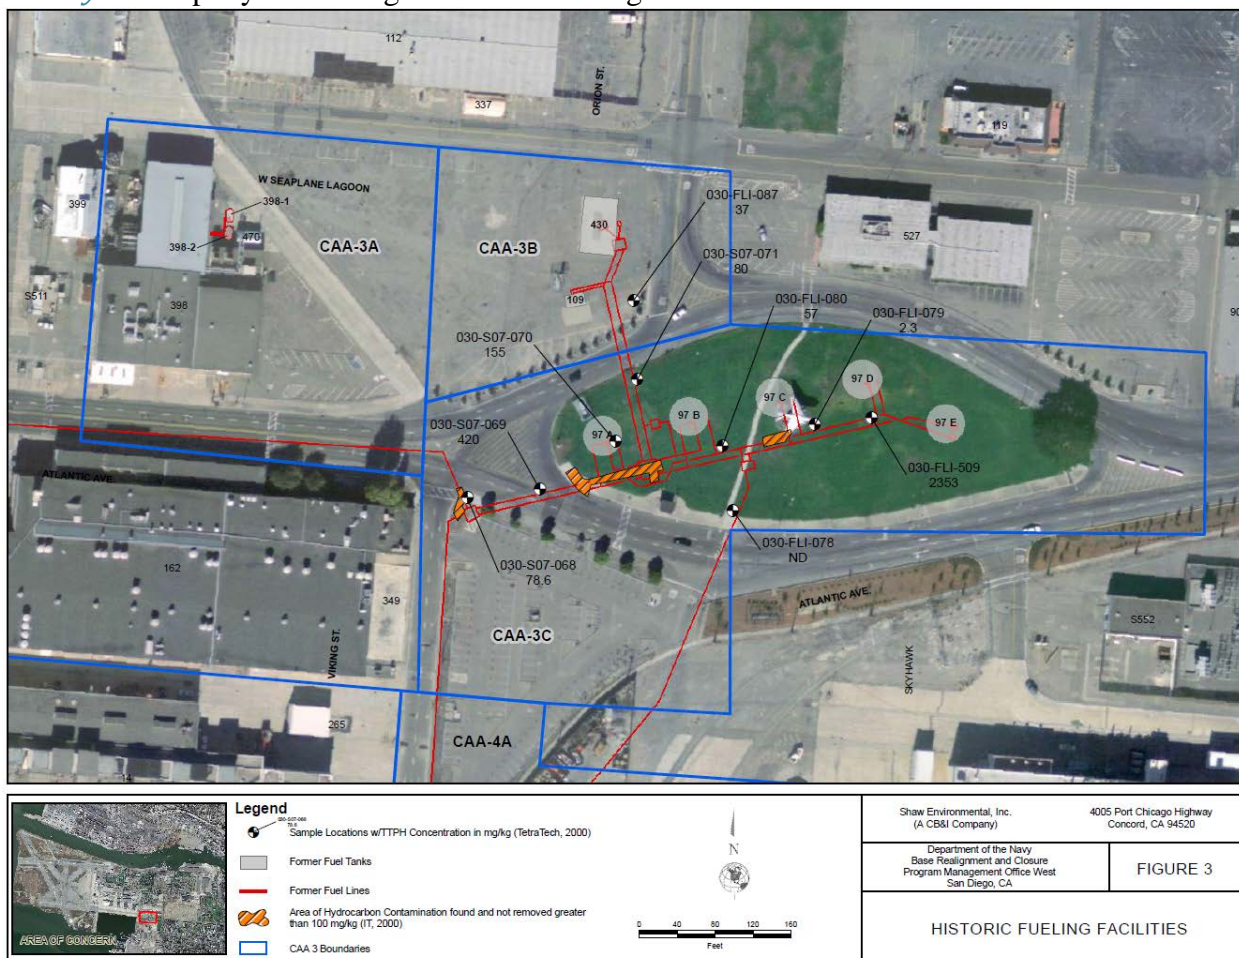 112
ORION ST.
337
119
399
W SEAPLANE LAGOON
398-1
398-2
470
CAA-3A
CAA-3B
430
030-FLI-087
37
030-S07-071
80
527
S511
398
109
030-S07-070
155
030-FLI-080
57
030-FLI-079
2.3
90
97 D
97 C
97 B
97 A
97 E
030-S07-069
420
030-FLI-509
2353
ATLANTIC AVE.
030-FLI-078
ND
030-S07-068
78.6
162
349
CAA-3C
ATLANTIC AVE.
S552
VIKING ST.
SKYHAWK
265
CAA-4A
14
AREA OF CONCERN
Legend
Sample Locations w/TTPH Concentration in mg/kg (TetraTech, 2000)
Former Fuel Tanks
Former Fuel Lines
Area of Hydrocarbon Contamination found and not removed greater
than 100 mg/kg (IT, 2000)
CAA 3 Boundaries
N
0 40 80 120 160
Feet
Shaw Environmental, Inc.
(A CB&I Company)
4005 Port Chicago Highway
Concord, CA 94520
Department of the Navy
Base Realignment and Closure
Program Management Office West
San Diego, CA
FIGURE 3
HISTORIC FUELING FACILITIES